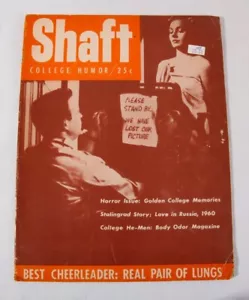 Shaft
COLLEGE HUMOR/25c
PLEASE
STAND BE.
WE HAVE
LOST OUR
PICTURE
Horror Issue: Golden College Memories
Stalingrad Story; Love in Russia, 1960
College He-Men: Body Odor Magazine
BEST CHEERLEADER: REAL PAIR OF LUNGS